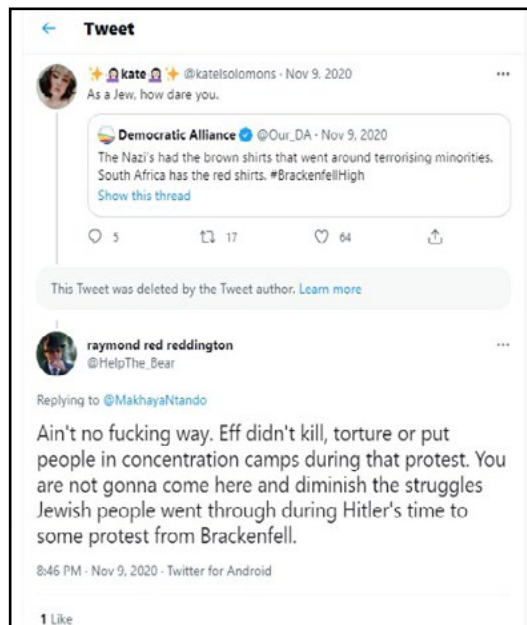 ← Tweet
✨🤦🏻‍♀️kate🤦🏻‍♀️✨ @katelsolomons · Nov 9, 2020
As a Jew, how dare you.
Democratic Alliance @Our_DA · Nov 9, 2020
The Nazi's had the brown shirts that went around terrorising minorities.
South Africa has the red shirts. #BrackenfellHigh
Show this thread
5 17 64
This Tweet was deleted by the Tweet author. Learn more
raymond red reddington
@HelpThe_Bear
Replying to @MakhayaNtando
Ain't no fucking way. Eff didn't kill, torture or put
people in concentration camps during that protest. You
are not gonna come here and diminish the struggles
Jewish people went through during Hitler's time to
some protest from Brackenfell.
8:46 PM · Nov 9, 2020 · Twitter for Android
1 Like